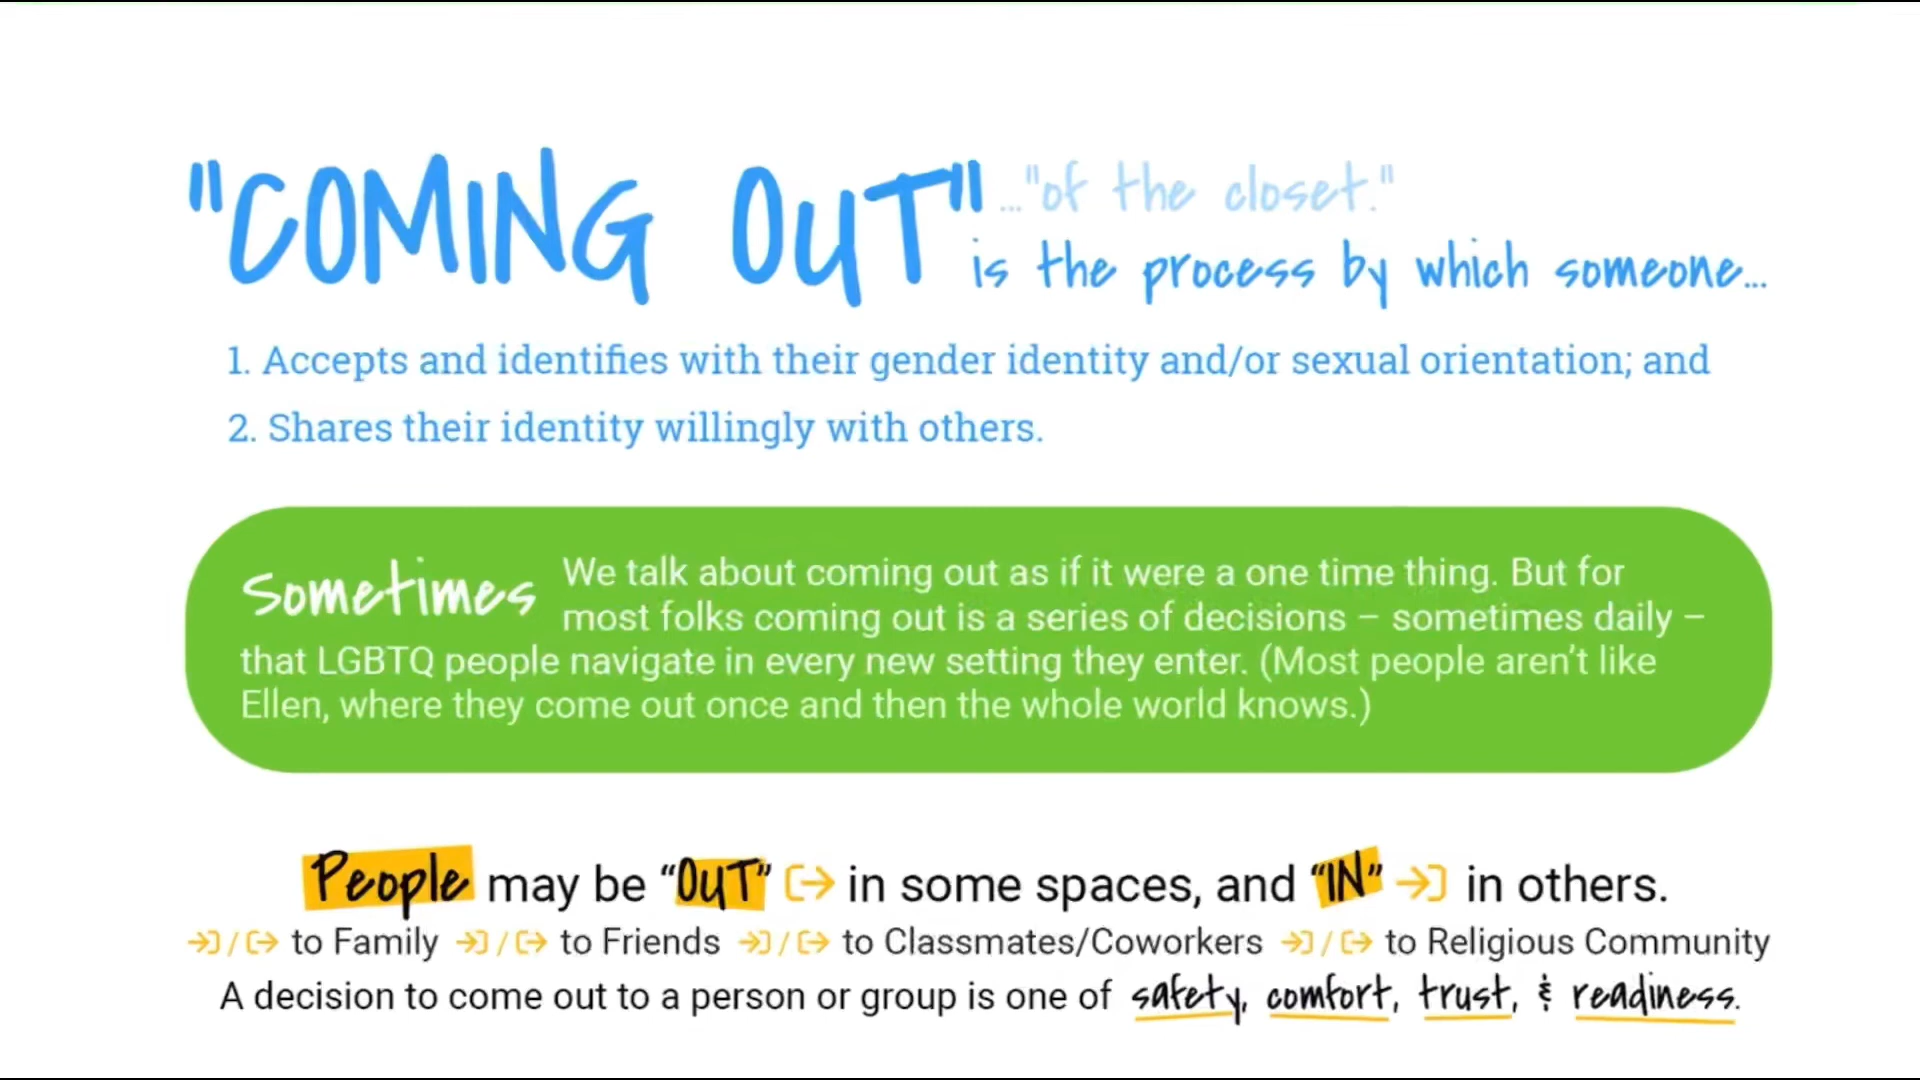 "COMING OUT" ..."of the closet."
is the process by which someone...
1. Accepts and identifies with their gender identity and/or sexual orientation; and
2. Shares their identity willingly with others.
Sometimes We talk about coming out as if it were a one time thing. But for
most folks coming out is a series of decisions – sometimes daily –
that LGBTQ people navigate in every new setting they enter. (Most people aren’t like
Ellen, where they come out once and then the whole world knows.)
People may be “OUT” in some spaces, and “IN” in others.
/ to Family / to Friends / to Classmates/Coworkers / to Religious Community
A decision to come out to a person or group is one of safety, comfort, trust, & readiness.